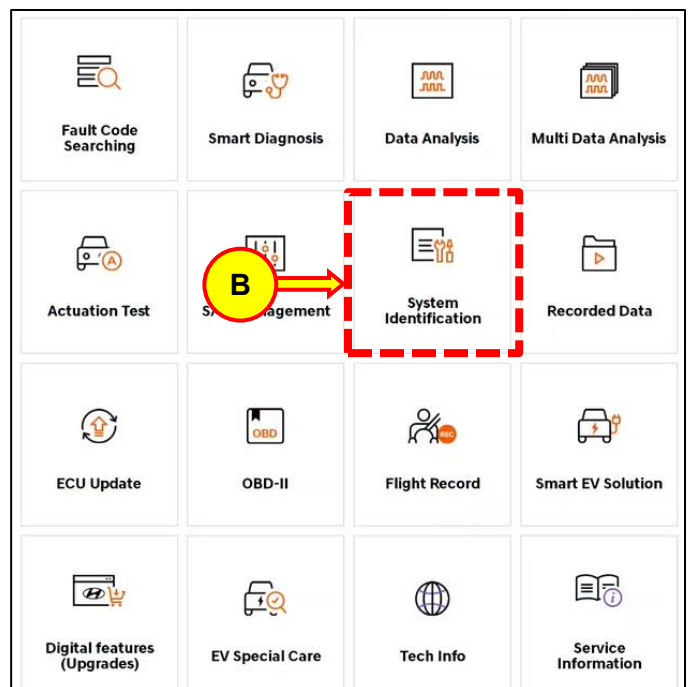 Fault Code
Searching
Smart Diagnosis
Data Analysis
Multi Data Analysis
A
B
Actuation Test
System
Identification
Recorded Data
OBD
REC
ECU Update
OBD-II
Flight Record
Smart EV Solution
Digital features
(Upgrades)
EV Special Care
Tech Info
Service
Information